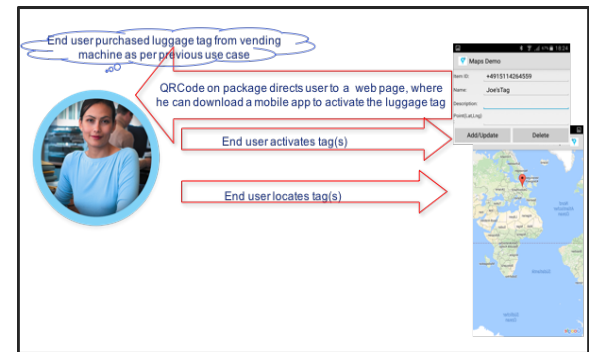 End user purchased luggage tag from vending
machine as per previous use case
QRCode on package directs user to a web page, where
he can download a mobile app to activate the luggage tag
End user activates tag(s)
End user locates tag(s)
18:24
Maps Demo
Item ID: +4915114264559
Name: Joe'sTag
Description:
Point(Lat,Lng)
Add/Update Delete